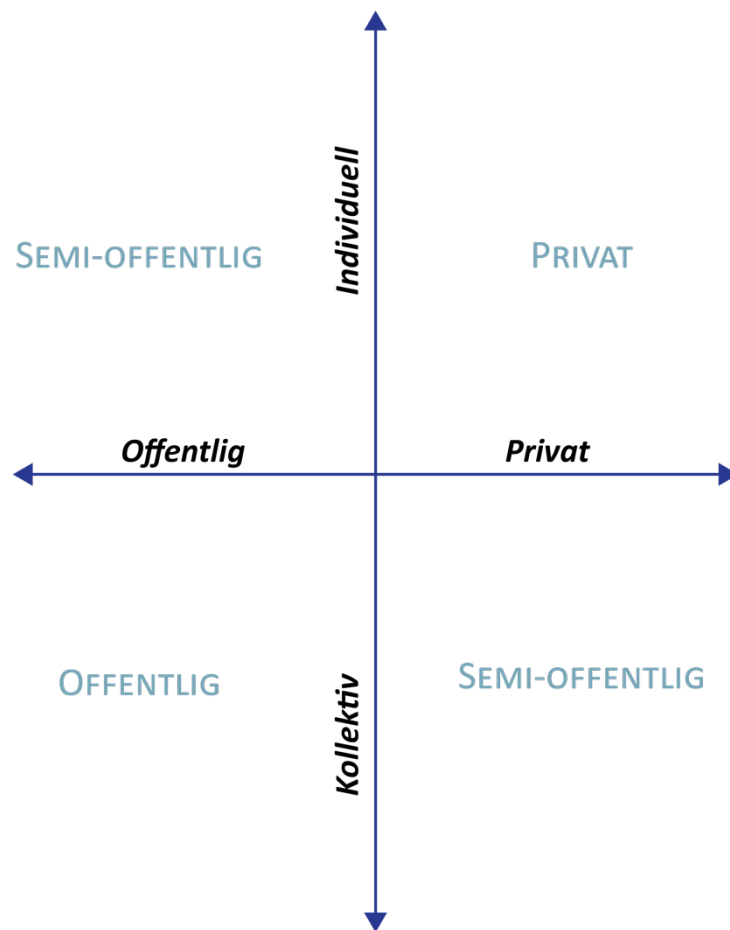 Individuell
SEMI-OFFENTLIG
PRIVAT
Offentlig
Privat
OFFENTLIG
SEMI-OFFENTLIG
Kollektiv